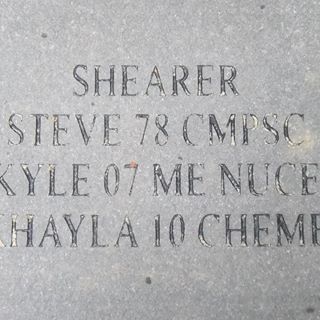 SHEARER
STEVE 78 CMPSC
KYLE 07 ME NUCE
KHAYLA 10 CHEME